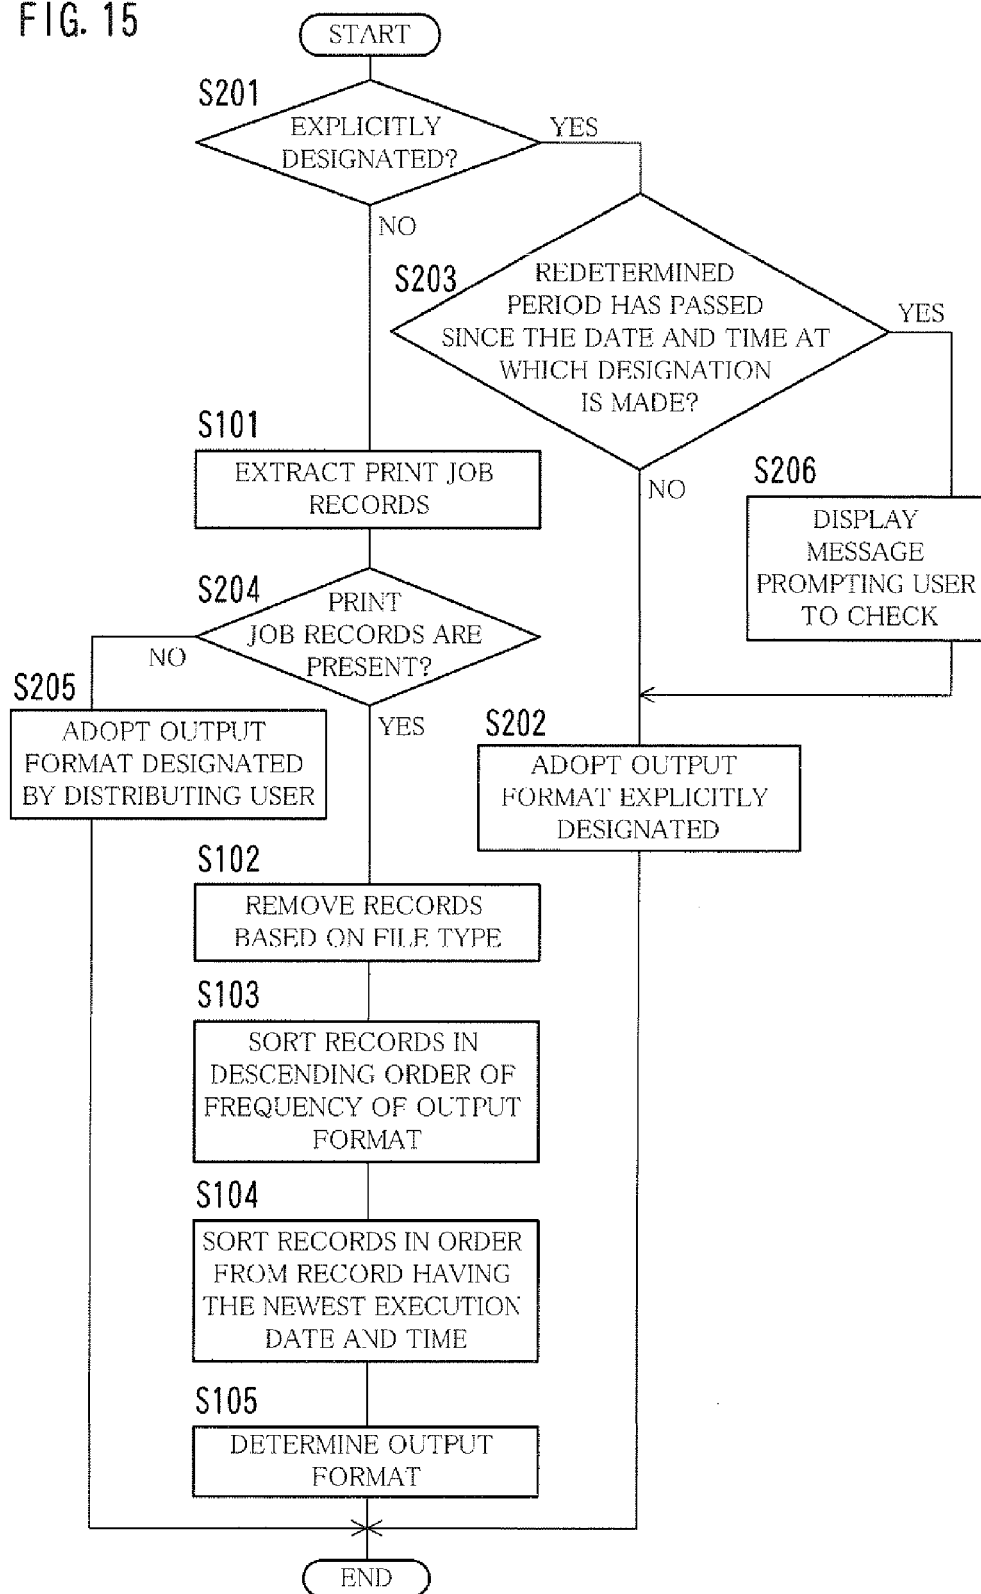 FIG. 15
START
S201
EXPLICITLY
DESIGNATED?
YES
NO
S203
REDETERMINED
PERIOD HAS PASSED
SINCE THE DATE AND TIME AT
WHICH DESIGNATION
IS MADE?
YES
NO
S101
EXTRACT PRINT JOB
RECORDS
S206
DISPLAY
MESSAGE
PROMPTING USER
TO CHECK
S204
PRINT
JOB RECORDS ARE
PRESENT?
NO
YES
S205
ADOPT OUTPUT
FORMAT DESIGNATED
BY DISTRIBUTING USER
S202
ADOPT OUTPUT
FORMAT EXPLICITLY
DESIGNATED
S102
REMOVE RECORDS
BASED ON FILE TYPE
S103
SORT RECORDS IN
DESCENDING ORDER OF
FREQUENCY OF OUTPUT
FORMAT
S104
SORT RECORDS IN ORDER
FROM RECORD HAVING
THE NEWEST EXECUTION
DATE AND TIME
S105
DETERMINE OUTPUT
FORMAT
END